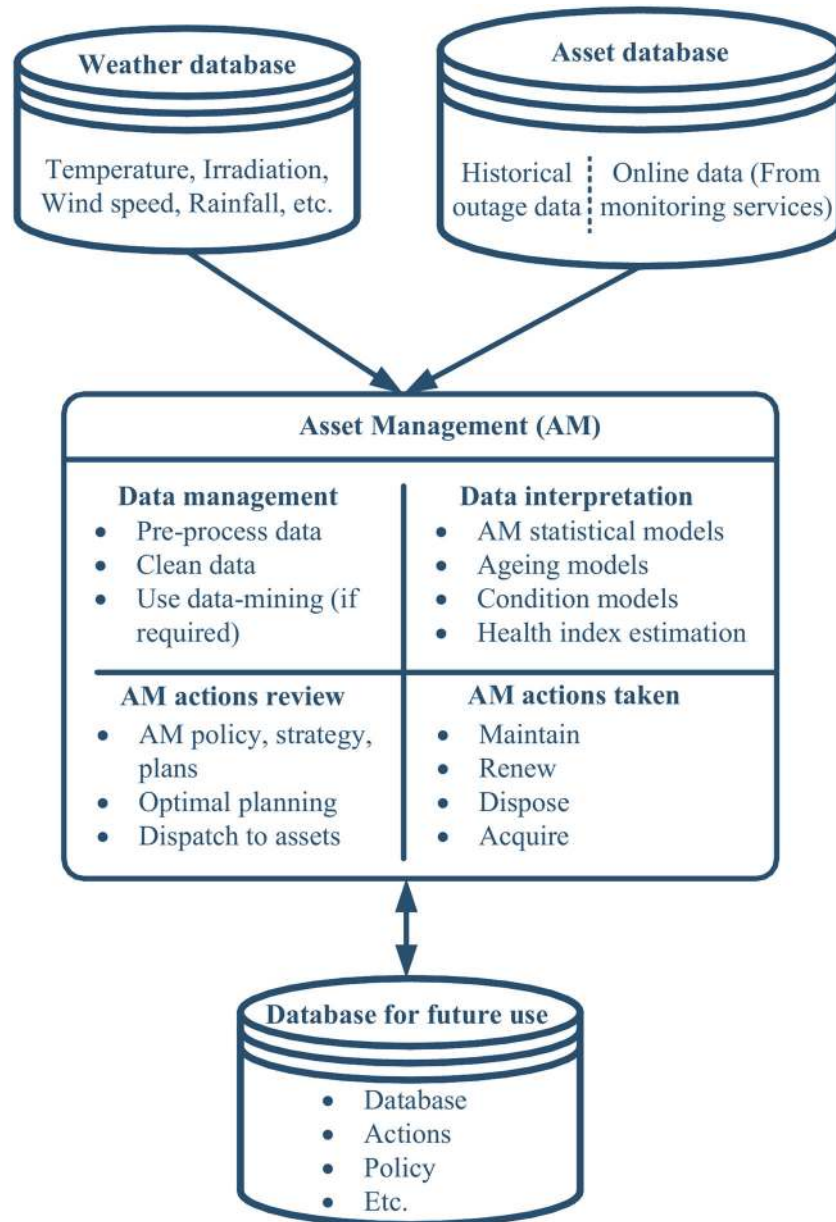 Weather database
Temperature, Irradiation,
Wind speed, Rainfall, etc.
Asset database
Historical
outage data
Online data (From
monitoring services)
Asset Management (AM)
Data management
• Pre-process data
• Clean data
• Use data-mining (if
required)
Data interpretation
• AM statistical models
• Ageing models
• Condition models
• Health index estimation
AM actions review
• AM policy, strategy,
plans
• Optimal planning
• Dispatch to assets
AM actions taken
• Maintain
• Renew
• Dispose
• Acquire
Database for future use
• Database
• Actions
• Policy
• Etc.